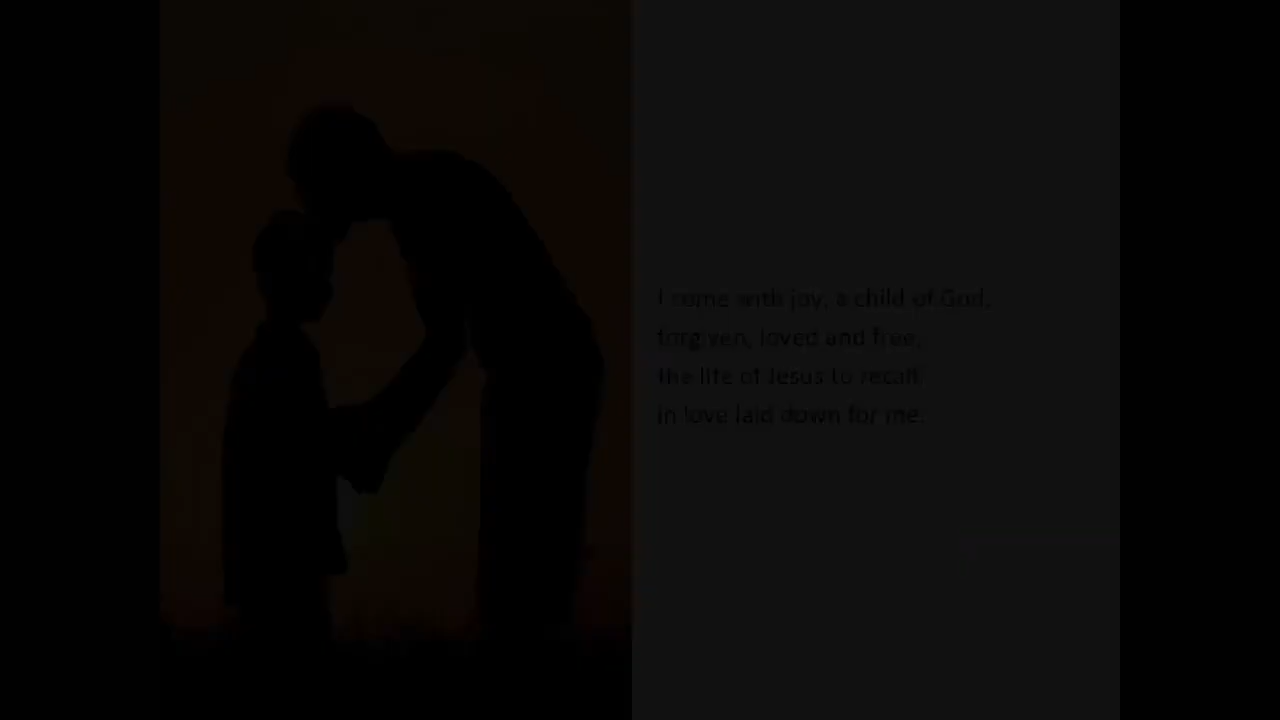 I come with joy, a child of God,
forgiven, loved and free,
the life of Jesus to recall
in love laid down for me.